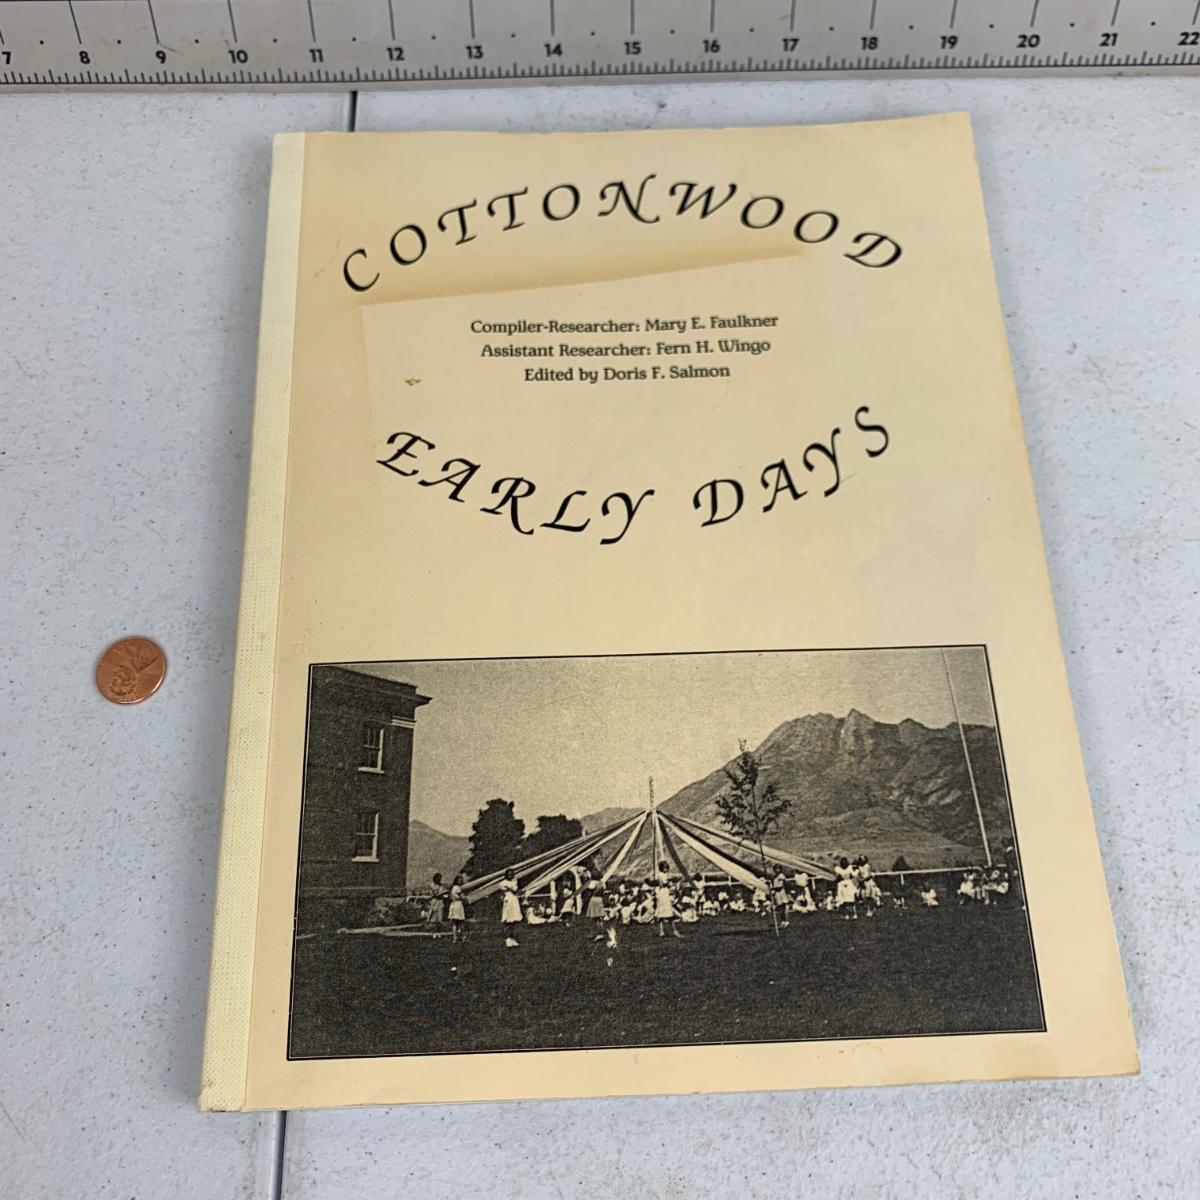 7 8 9 10 11 12 13 14 15 16 17 18 19 20 21 22
COTTONWOOD
Compiler-Researcher: Mary E. Faulkner
Assistant Researcher: Fern H. Wingo
Edited by Doris F. Salmon
EARLY DAYS